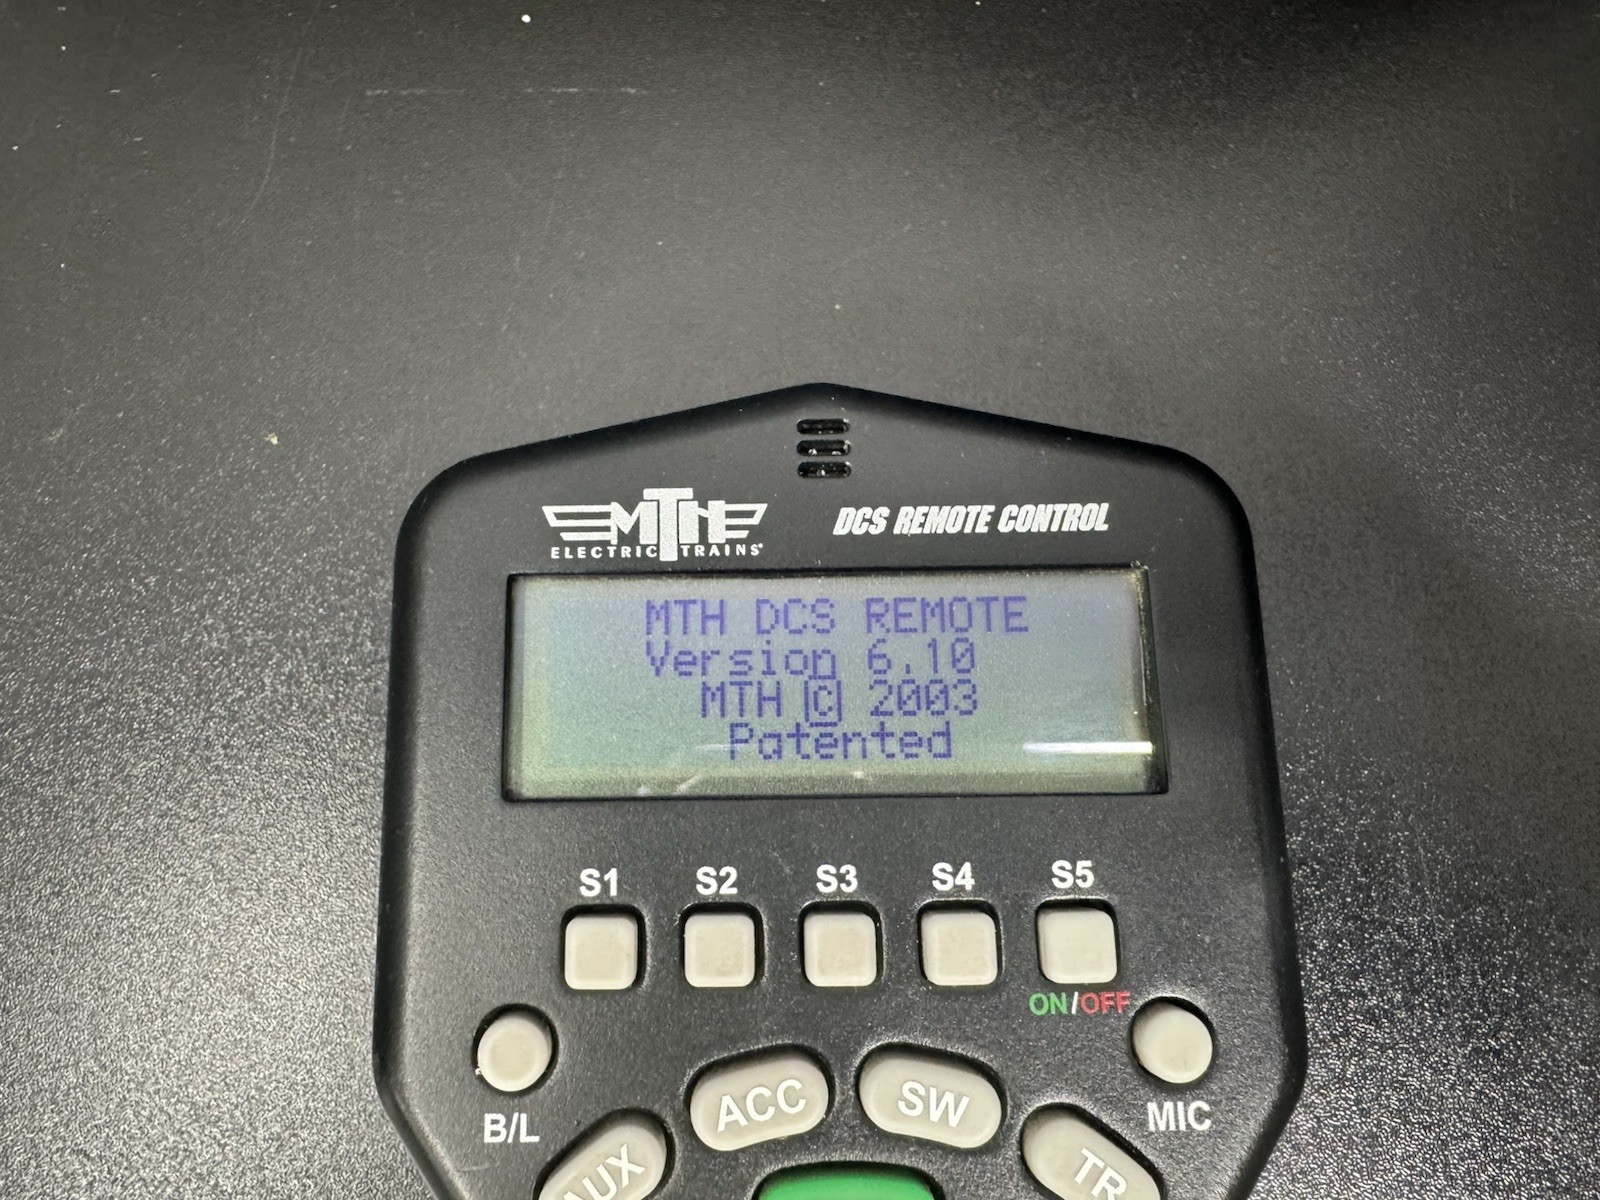 MTH
ELECTRIC TRAINS
DCS REMOTE CONTROL
MTH DCS REMOTE
Version 6.10
MTH © 2003
Patented
S1 S2 S3 S4 S5
ON/OFF
B/L
MIC
ACC
SW
AUX
TR